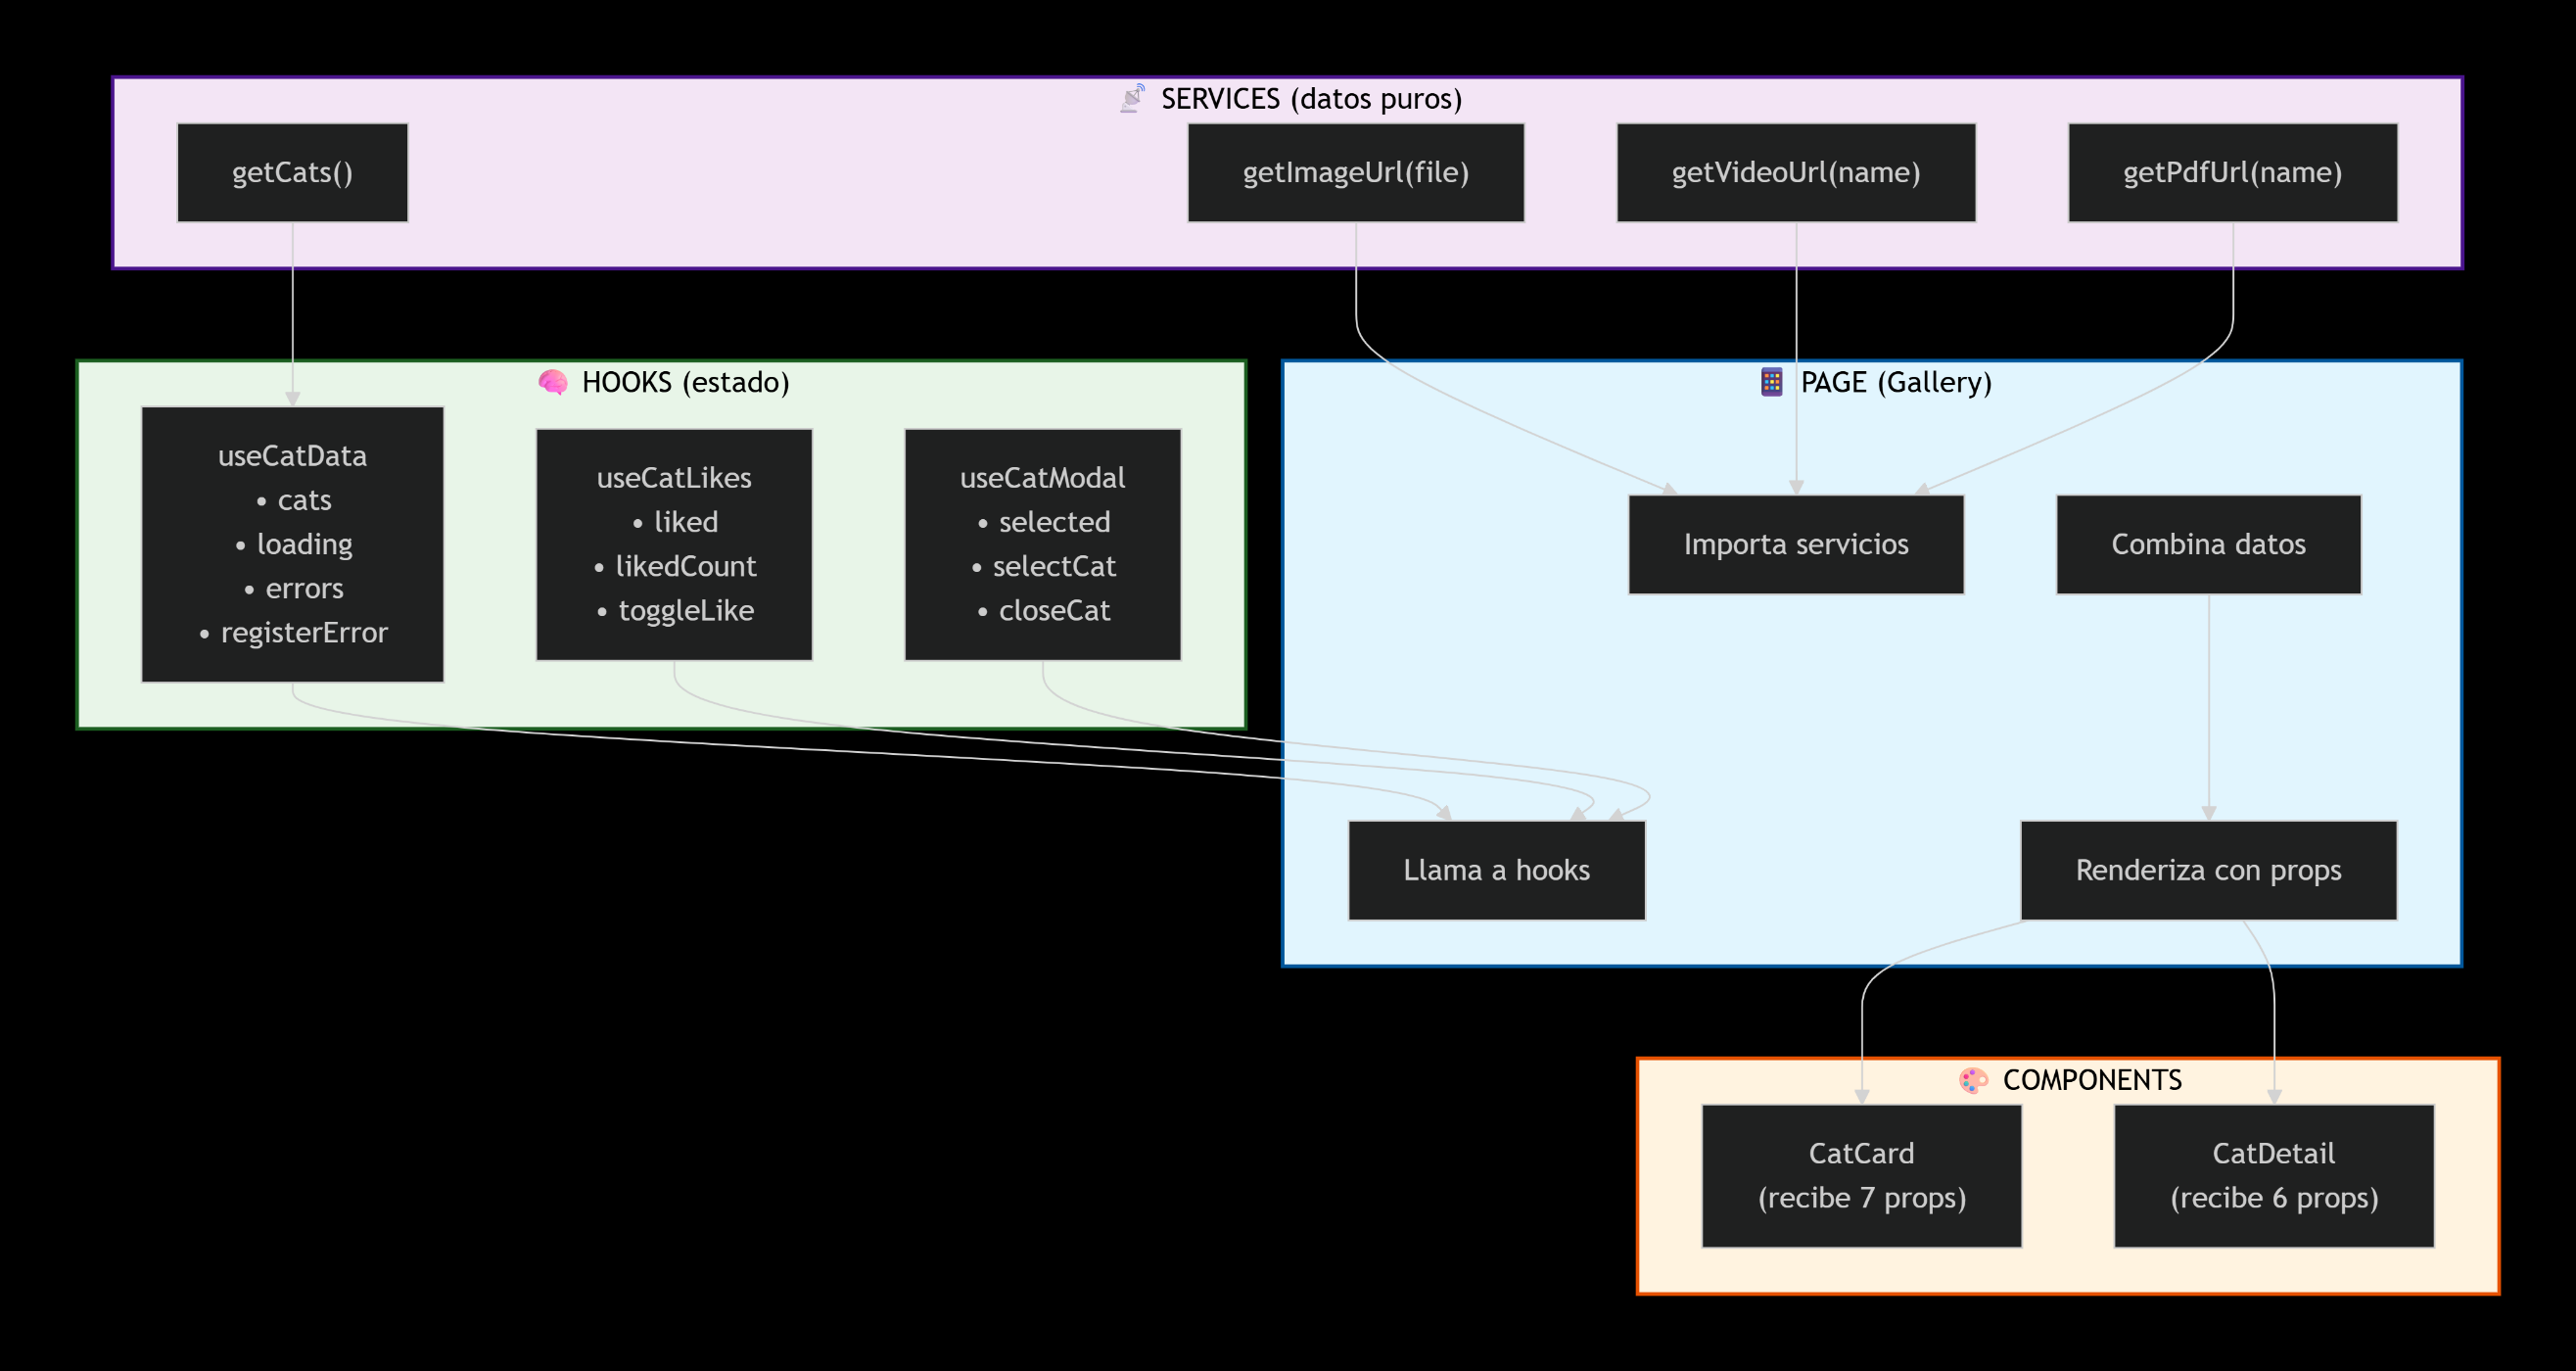 📡 SERVICES (datos puros)
getCats()
getImageUrl(file)
getVideoUrl(name)
getPdfUrl(name)
🧠 HOOKS (estado)
useCatData
• cats
• loading
• errors
• registerError
useCatLikes
• liked
• likedCount
• toggleLike
useCatModal
• selected
• selectCat
• closeCat
📱 PAGE (Gallery)
Importa servicios
Combina datos
Llama a hooks
Renderiza con props
🎨 COMPONENTS
CatCard
(recibe 7 props)
CatDetail
(recibe 6 props)